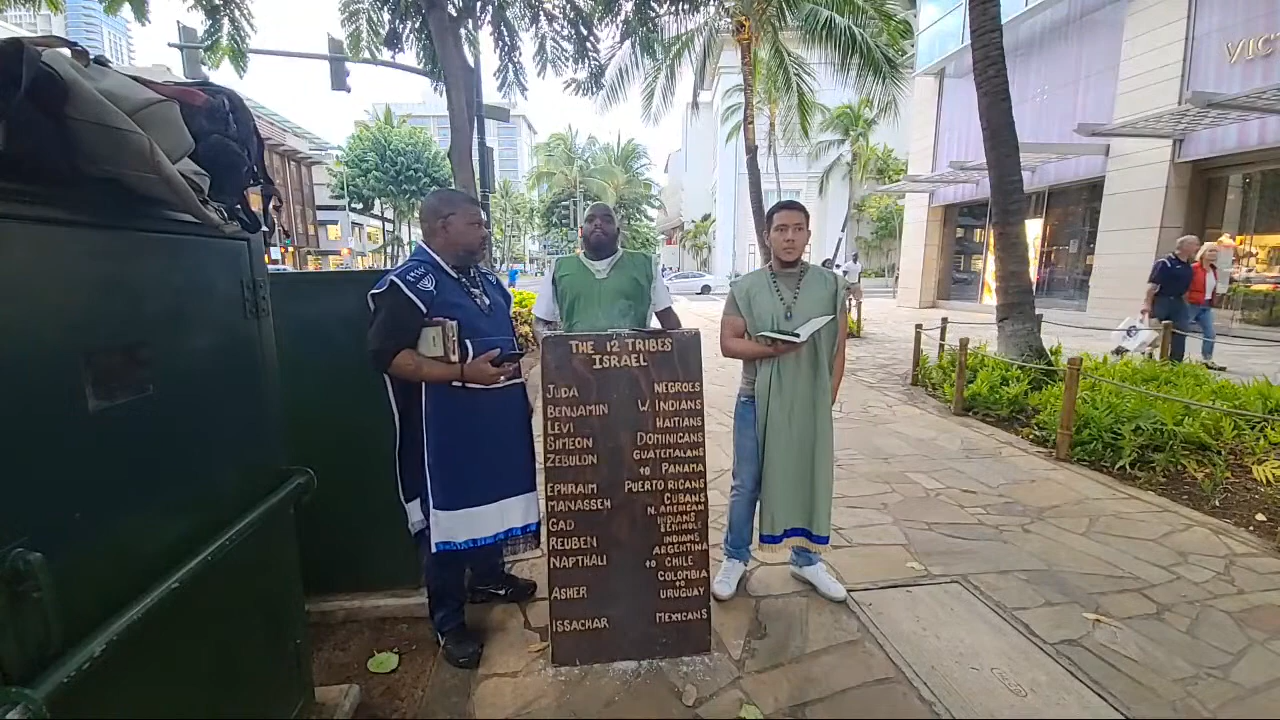 THE 12 TRIBES
ISRAEL
JUDA NEGROES
BENJAMIN W. INDIANS
LEVI HAITIANS
SIMEON DOMINICANS
ZEBULON GUATEMALANS
to PANAMA
EPHRAIM PUERTO RICANS
MANASSEH CUBANS
GAD N. AMERICAN
INDIANS
REUBEN SEMINOLE
INDIANS
NAPTHALI ARGENTINA
to CHILE
COLOMBIA
to
ASHER URUGUAY
ISSACHAR MEXICANS
VICT